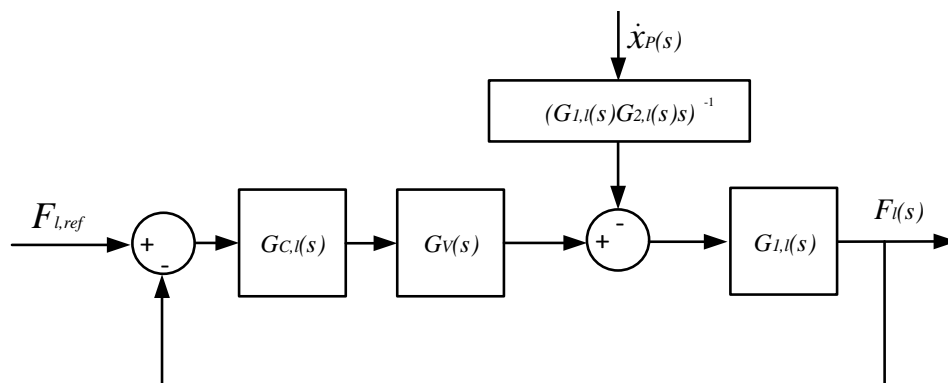 ẋP(s)
(G1,l(s)G2,l(s)s) -1
Fl,ref
+
-
GC,l(s)
GV(s)
+
-
G1,l(s)
Fl(s)